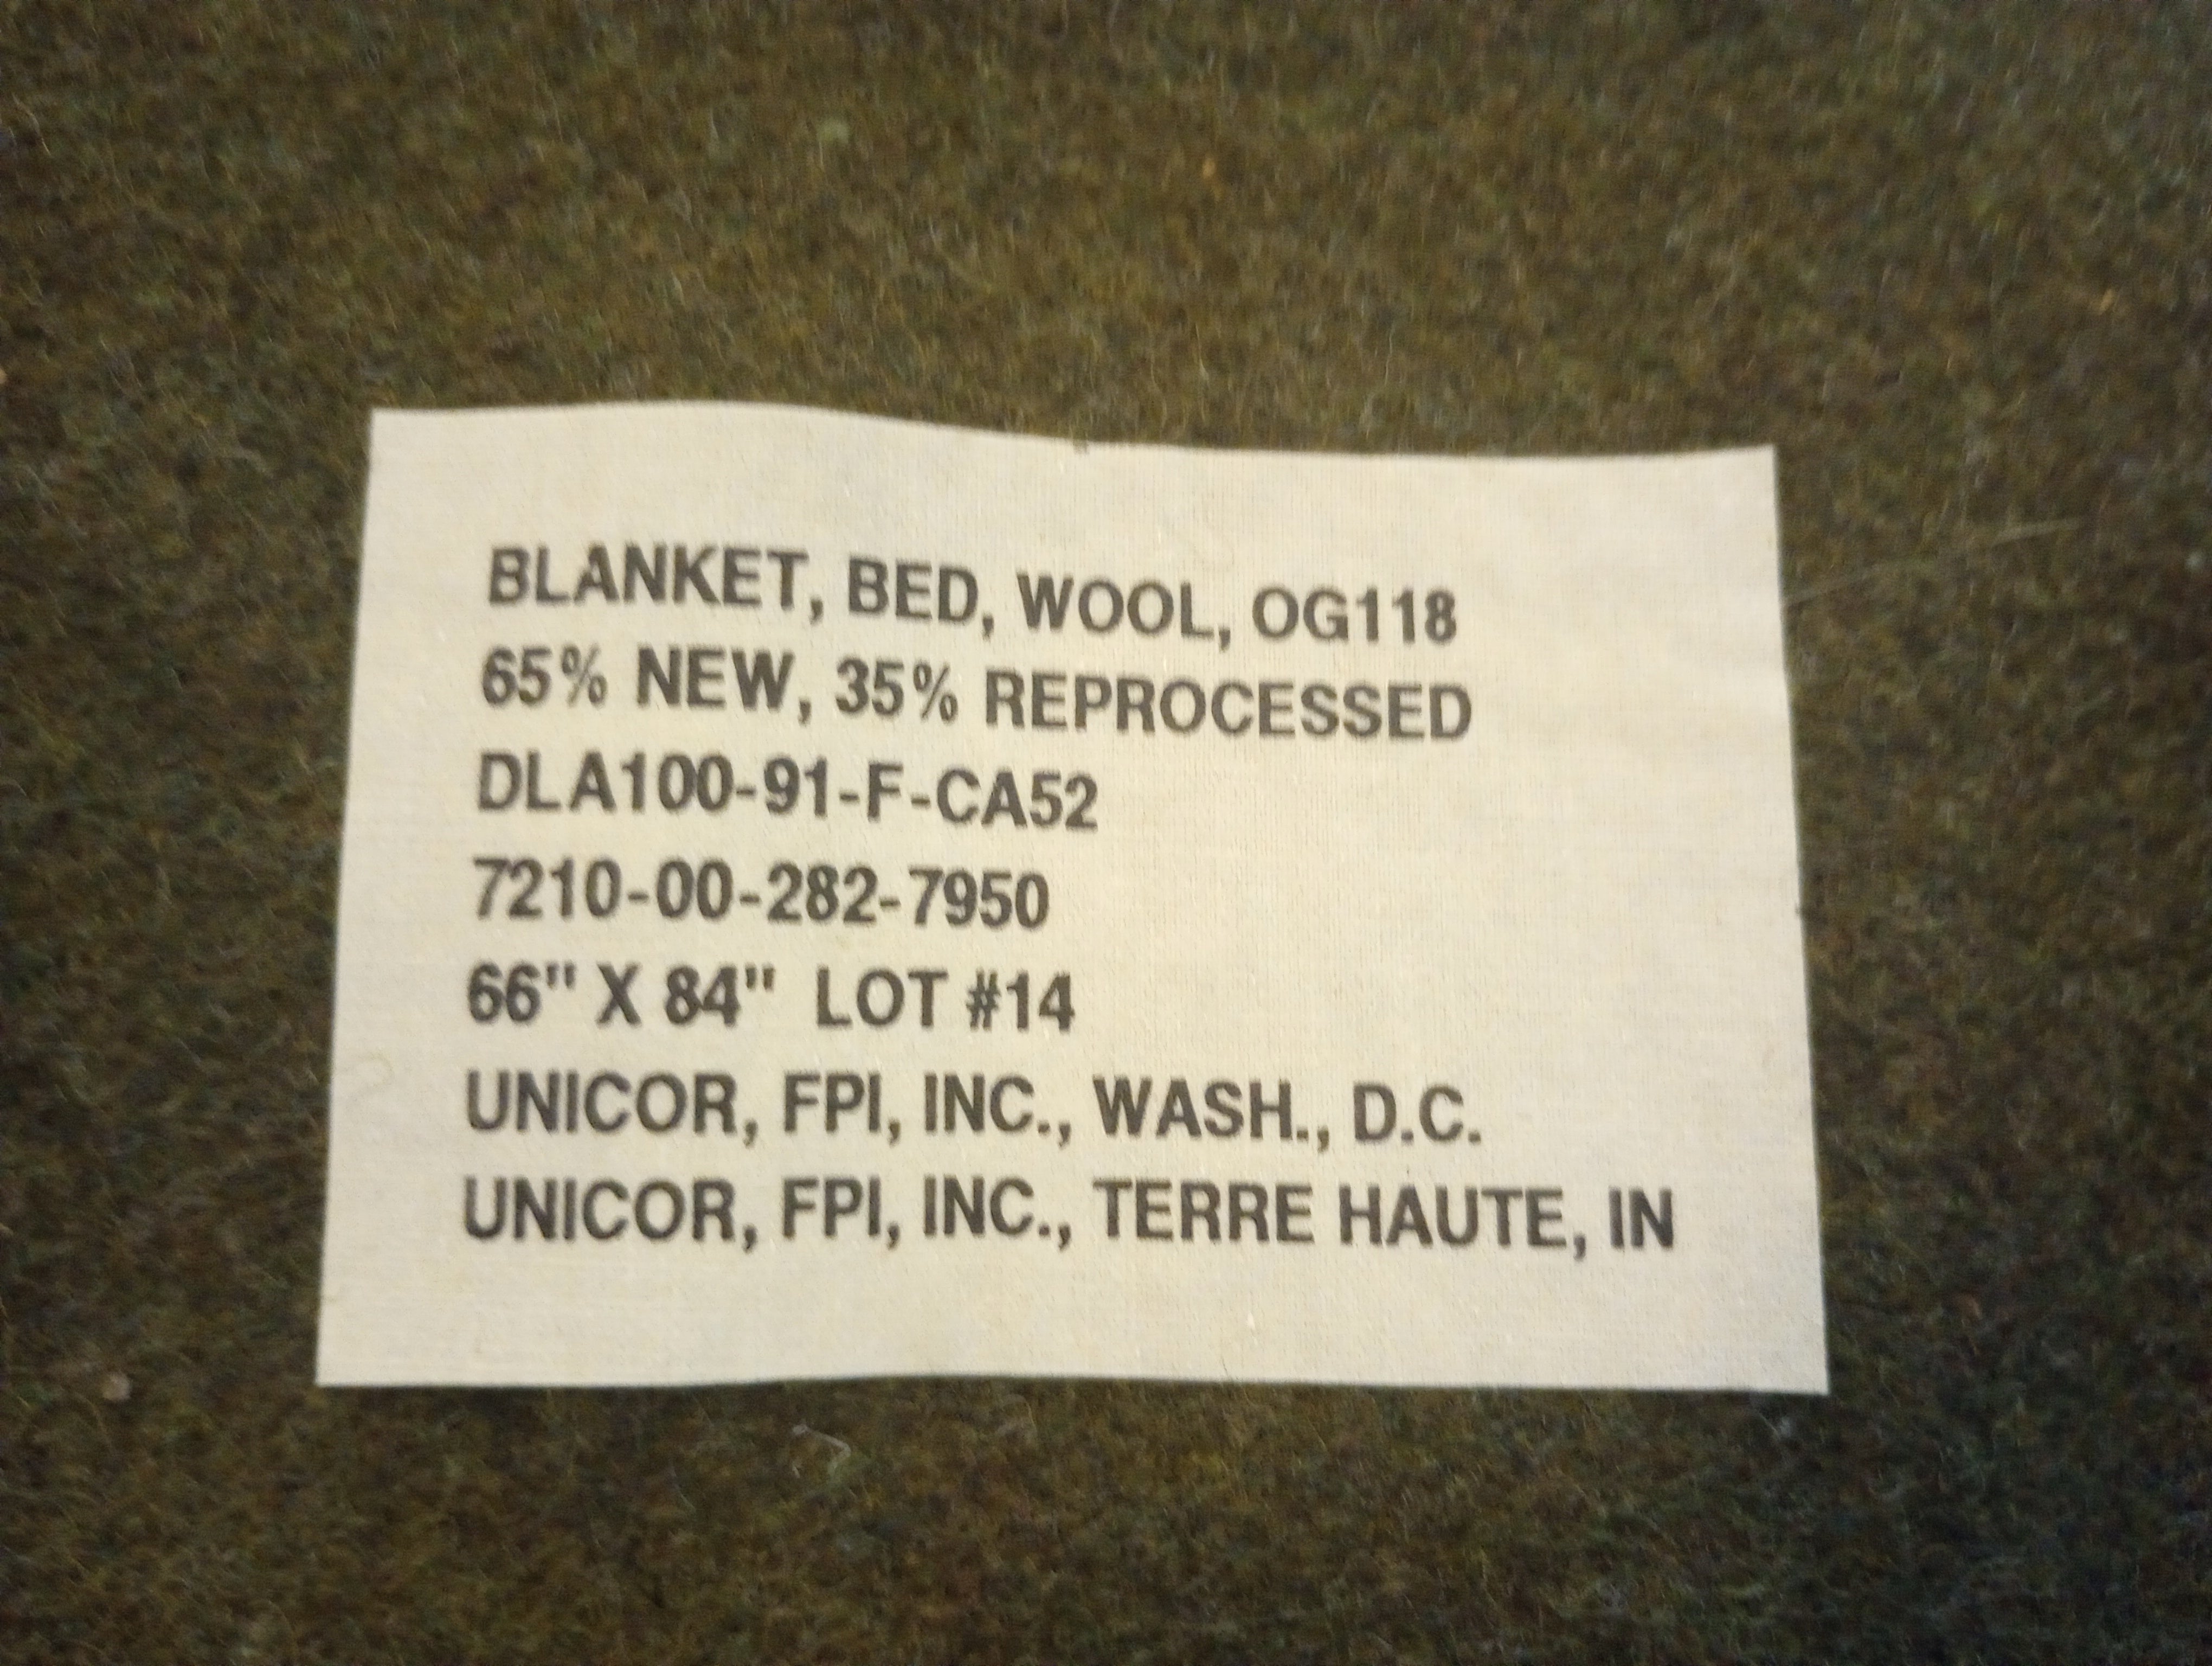 BLANKET, BED, WOOL, OG118
65% NEW, 35% REPROCESSED
DLA100-91-F-CA52
7210-00-282-7950
66" X 84" LOT #14
UNICOR, FPI, INC., WASH., D.C.
UNICOR, FPI, INC., TERRE HAUTE, IN